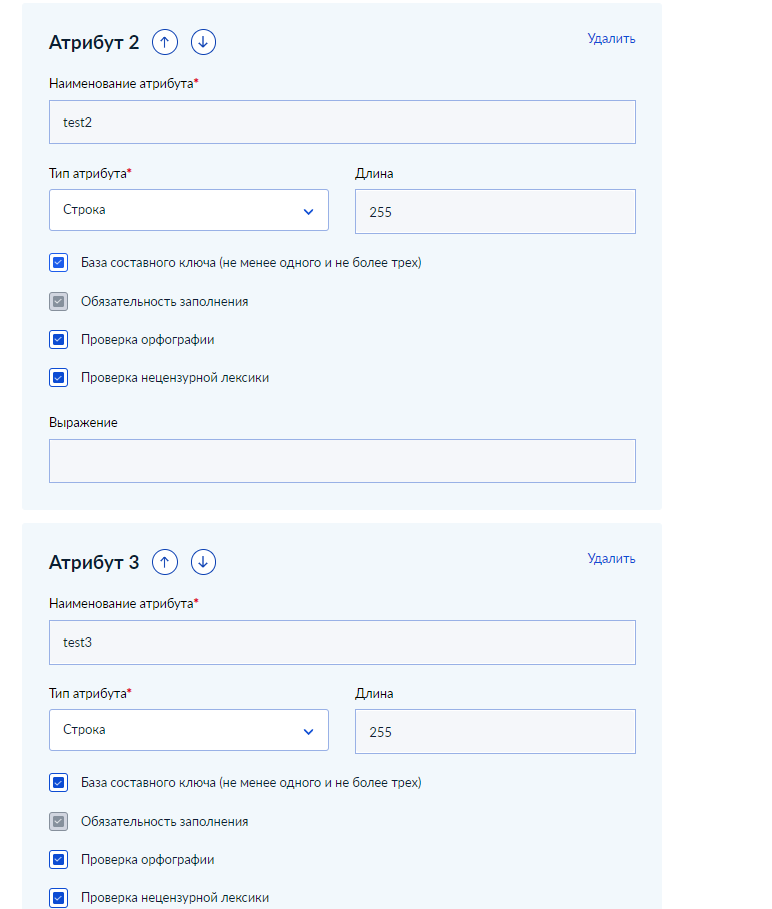 Атрибут 2 Удалить
Наименование атрибута*
test2
Тип атрибута* Длина
Строка 255
База составного ключа (не менее одного и не более трех)
Обязательность заполнения
Проверка орфографии
Проверка нецензурной лексики
Выражение
Атрибут 3 Удалить
Наименование атрибута*
test3
Тип атрибута* Длина
Строка 255
База составного ключа (не менее одного и не более трех)
Обязательность заполнения
Проверка орфографии
Проверка нецензурной лексики